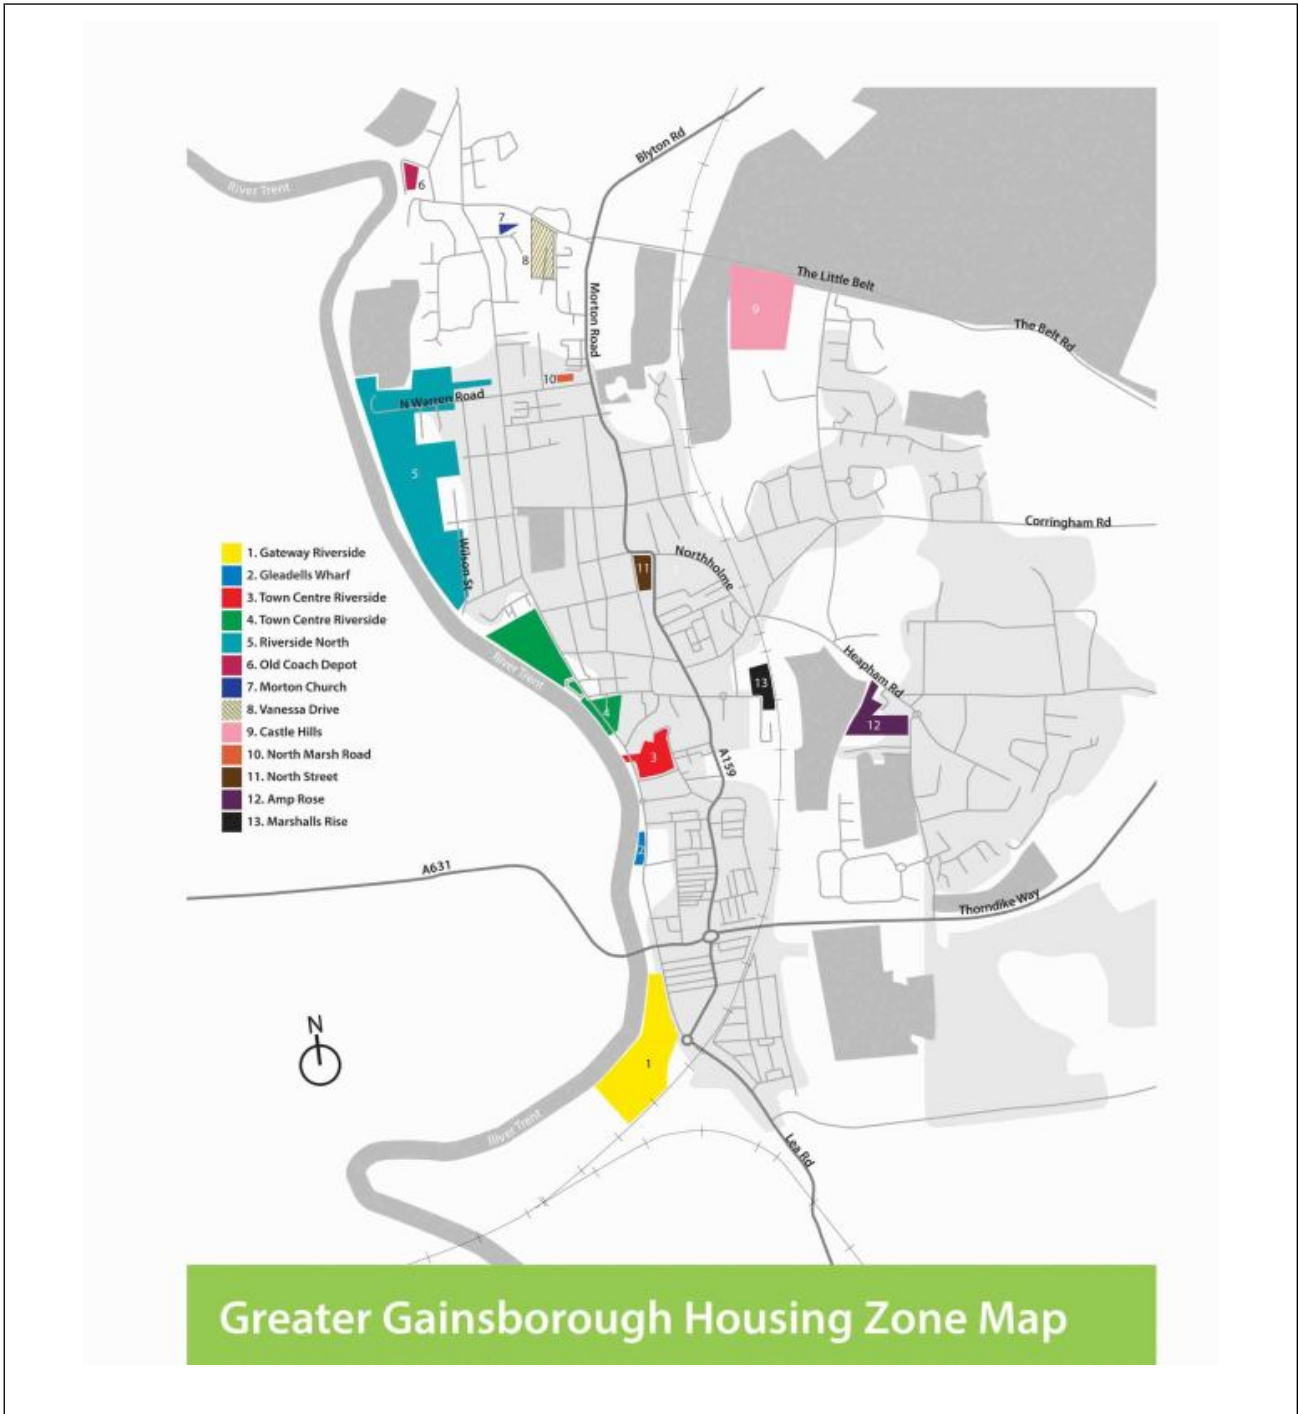 Blyton Rd
River Trent
6
7
8
The Little Belt
9
Morton Road
The Belt Rd
10
N Warren Road
5
Corringham Rd
Wilson St.
Northholme
11
1. Gateway Riverside
2. Gleadells Wharf
3. Town Centre Riverside
4. Town Centre Riverside
5. Riverside North
6. Old Coach Depot
7. Morton Church
8. Vanessa Drive
9. Castle Hills
10. North Marsh Road
11. North Street
12. Amp Rose
13. Marshalls Rise
River Trent
Heapham Rd
13
4
12
3
A159
2
A631
Thorndike Way
N
1
River Trent
Lea Rd
Greater Gainsborough Housing Zone Map